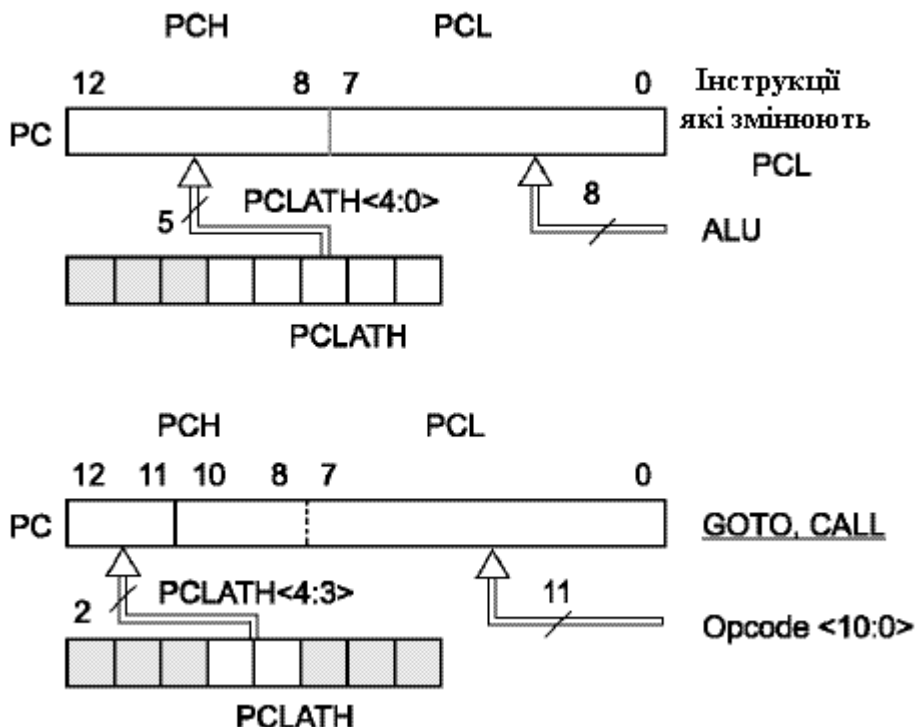 PCH PCL
12 8 7 0 Інструкції
PC які змінюють
PCL
5 PCLATH<4:0> 8
ALU
PCLATH
PCH PCL
12 11 10 8 7 0
PC GOTO, CALL
2 PCLATH<4:3> 11
Opcode <10:0>
PCLATH